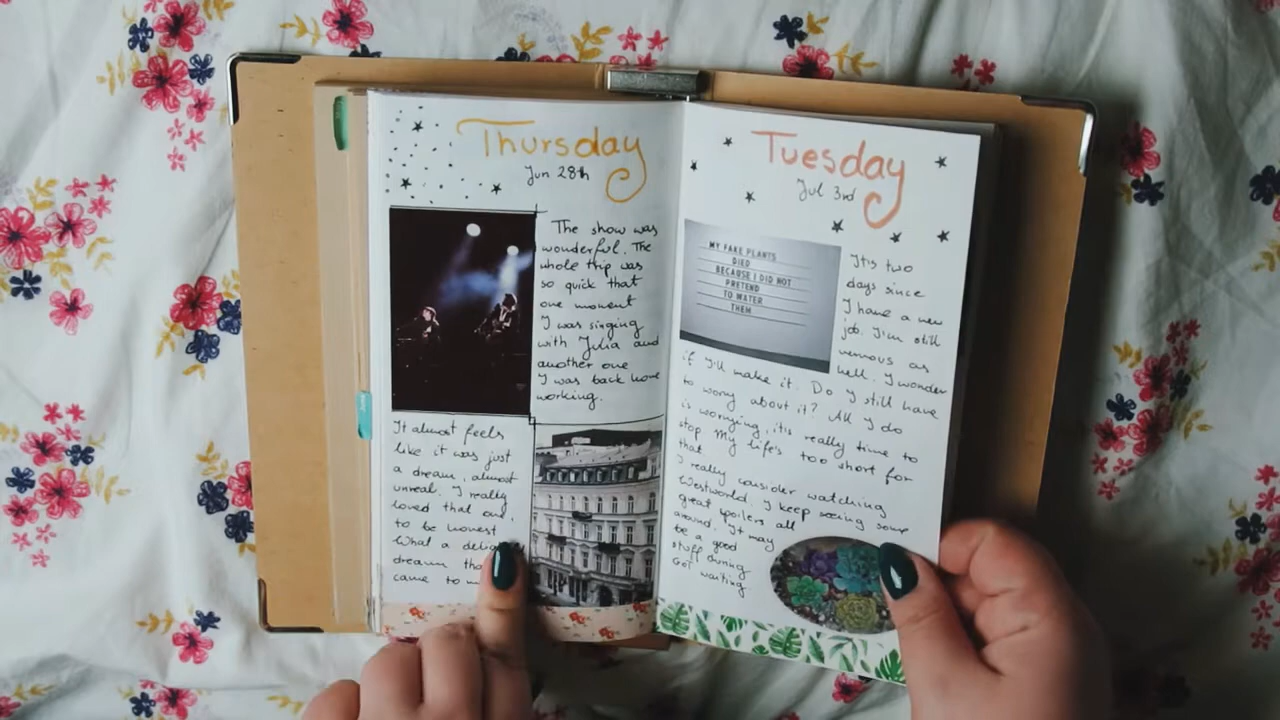 Thursday
Jun 28th
The show was
wonderful. The
whole trip was
so quick that
one moment
I was singing
with Julia and
another one
I was back home
working.
It almost feels
like it was just
a dream, almost
unreal. I really
loved that one,
to be honest
What a
dream
came to
Tuesday
Jul 3rd
MY FAKE PLANTS
DIED
BECAUSE I DID NOT
PRETEND
TO WATER
THEM
Itis two
days since
I have a new
job. I'm still
nervous as
hell. I wonder
if I'll make it. Do I still have
to worry about it? All I do
is worrying, itis really time to
stop My life's too short for
that
I really consider watching
Westworld. I keep seeing some
great spoilers all
around. It may
be a good
stuff during
GoT waiting